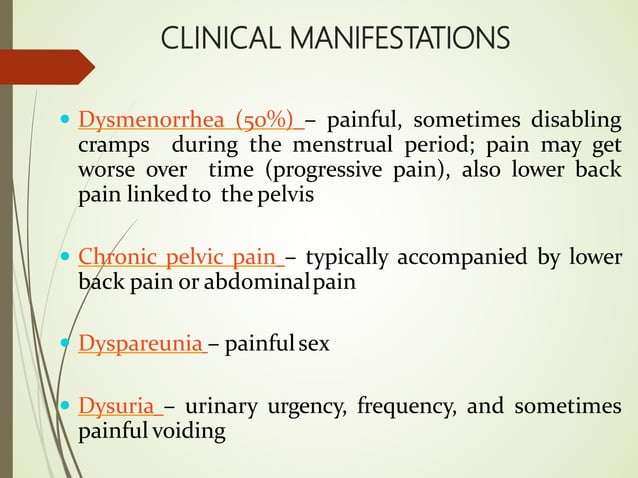 CLINICAL MANIFESTATIONS
• Dysmenorrhea (50%) – painful, sometimes disabling
cramps during the menstrual period; pain may get
worse over time (progressive pain), also lower back
pain linked to the pelvis
• Chronic pelvic pain – typically accompanied by lower
back pain or abdominal pain
• Dyspareunia – painful sex
• Dysuria – urinary urgency, frequency, and sometimes
painful voiding